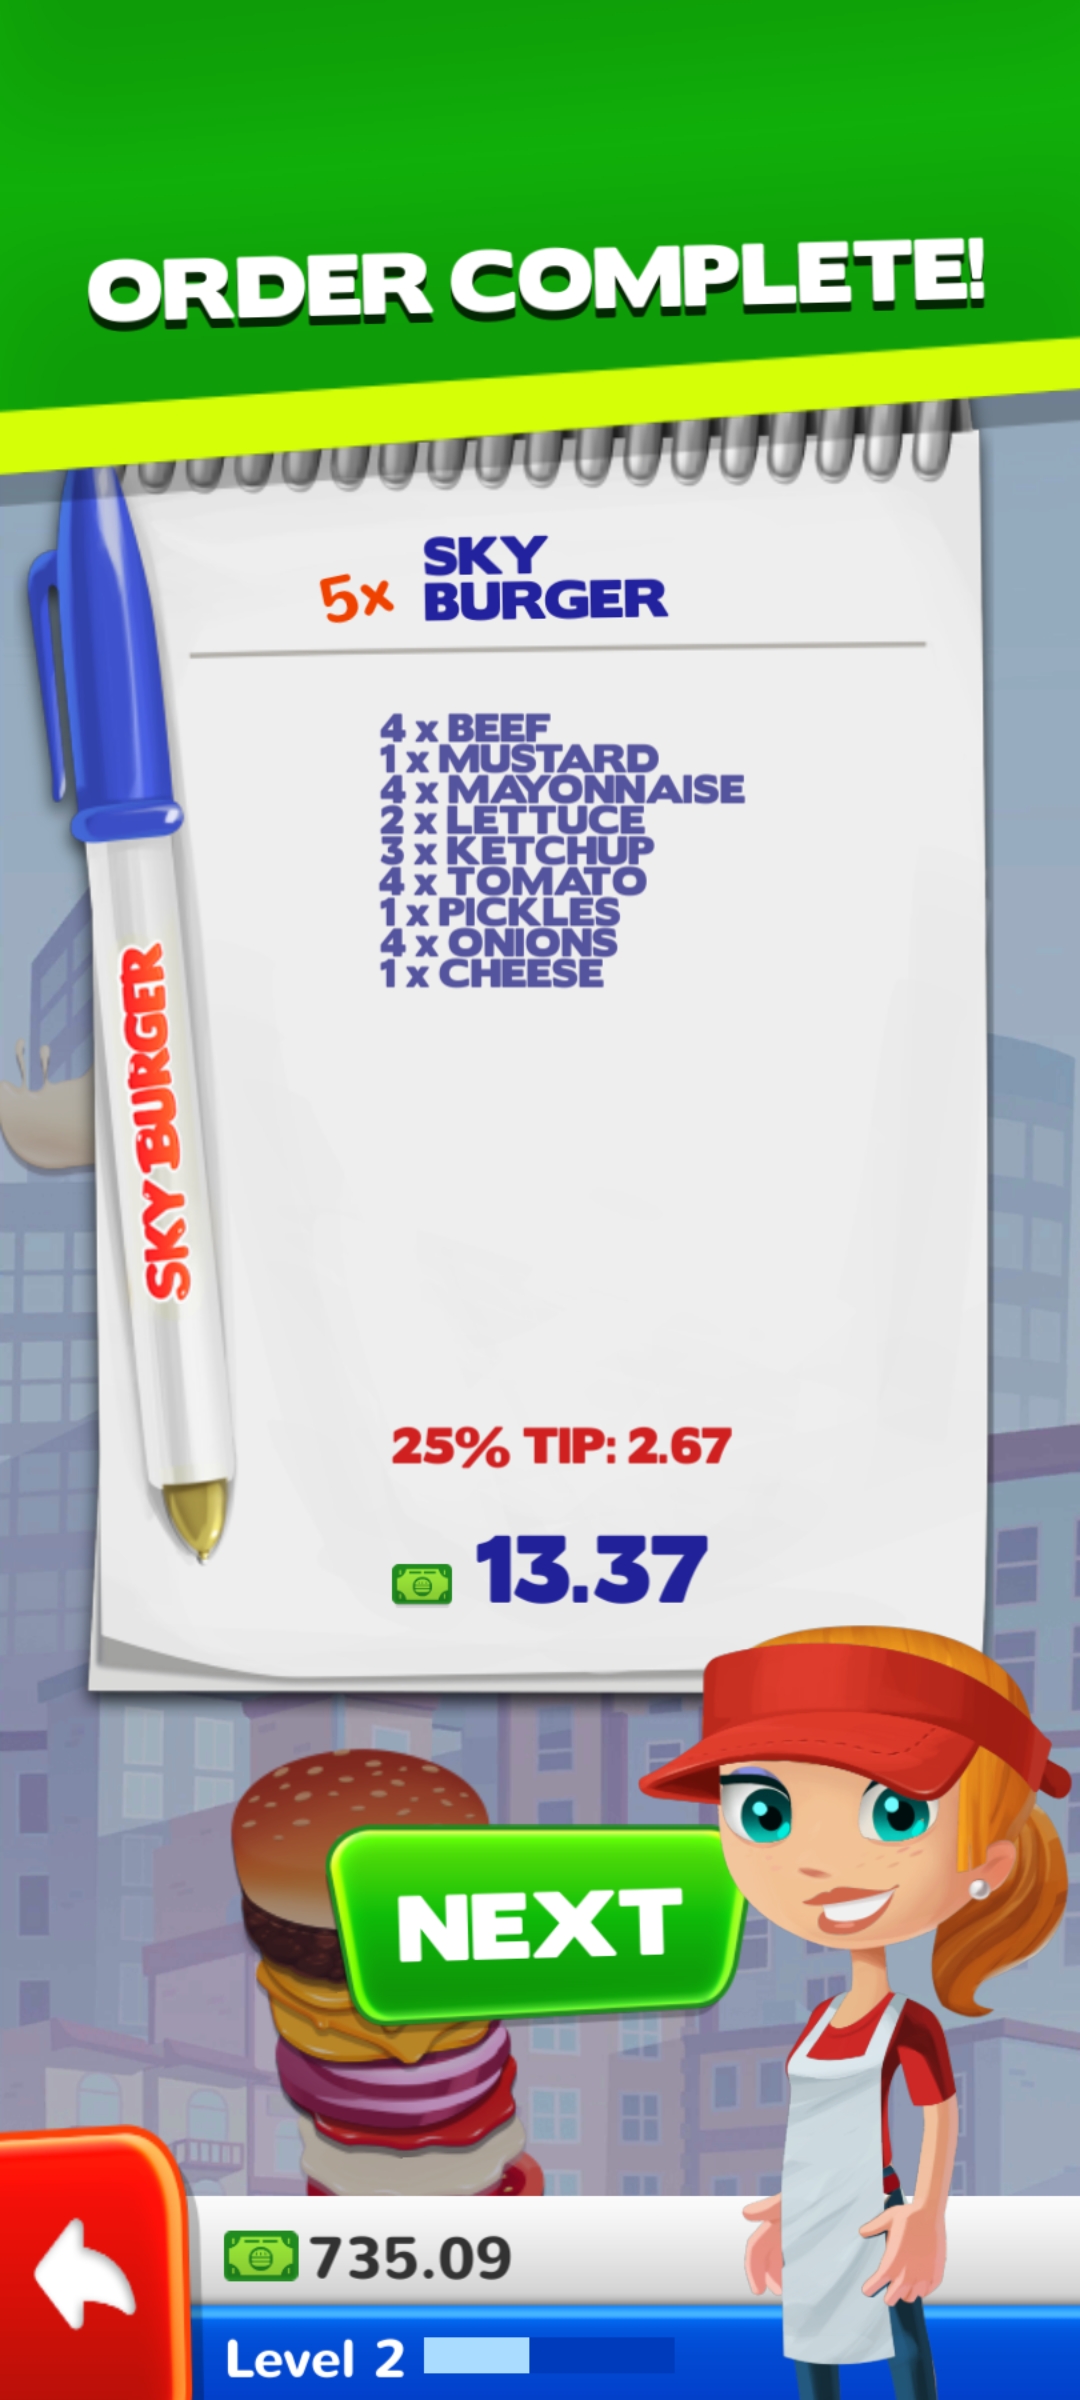 ORDER COMPLETE!
5x SKY
BURGER
4 x BEEF
1 x MUSTARD
4 x MAYONNAISE
2 x LETTUCE
3 x KETCHUP
4 x TOMATO
1 x PICKLES
4 x ONIONS
1 x CHEESE
SKY BURGER
25% TIP: 2.67
13.37
NEXT
735.09
Level 2